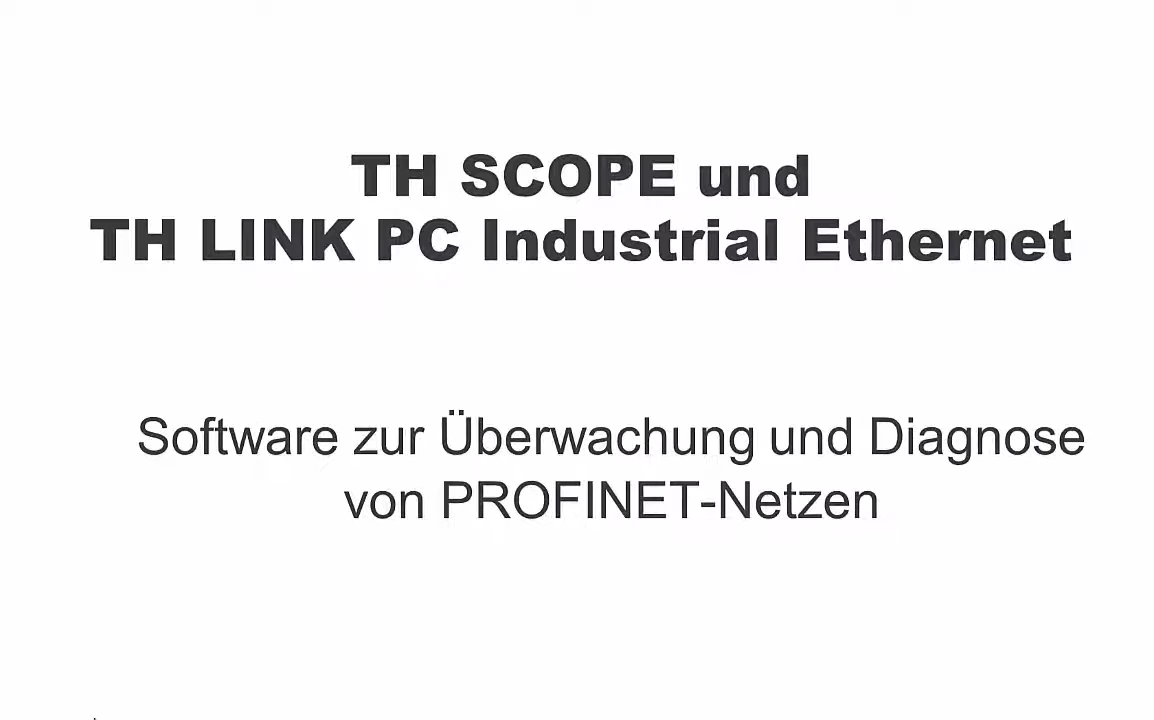 TH SCOPE und
TH LINK PC Industrial Ethernet
Software zur Überwachung und Diagnose
von PROFINET-Netzen